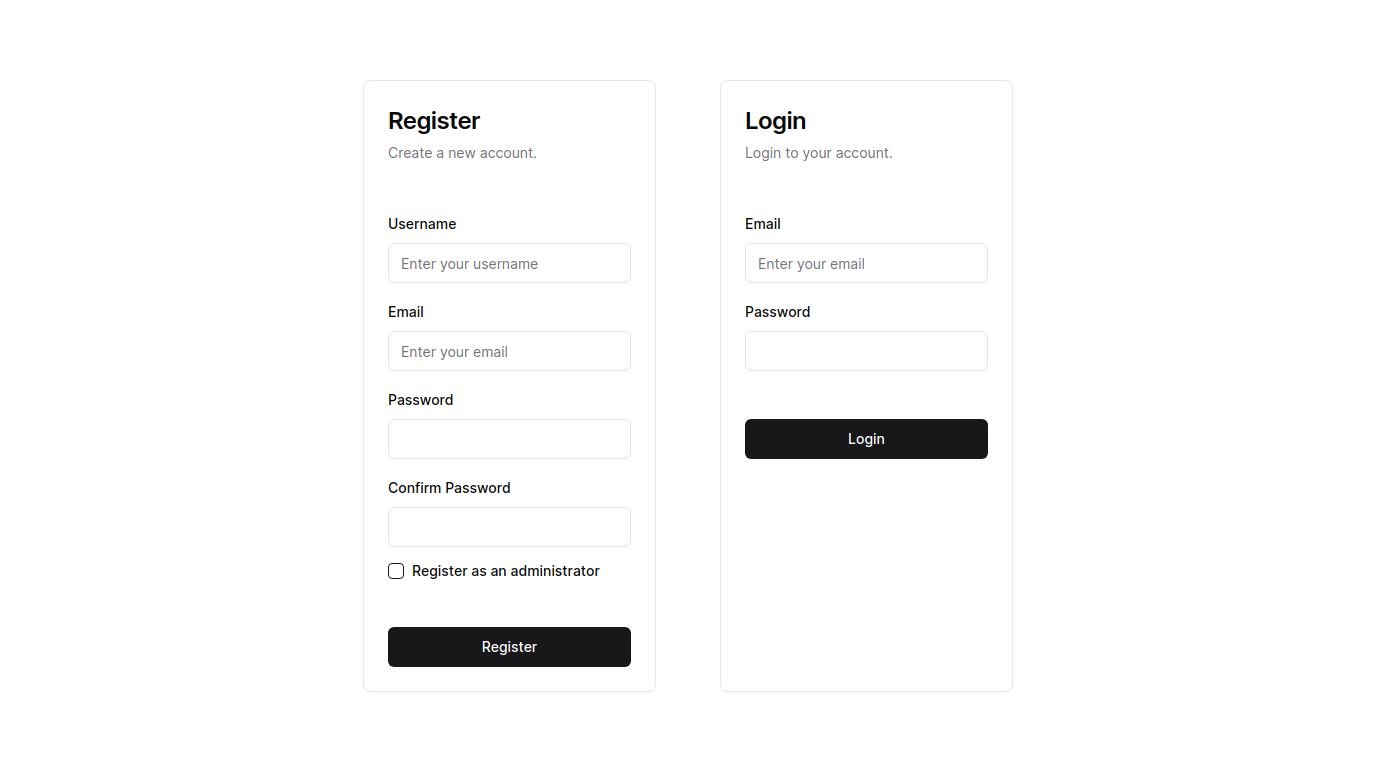 Register
Create a new account.
Username
Enter your username
Email
Enter your email
Password
Confirm Password
Register as an administrator
Register
Login
Login to your account.
Email
Enter your email
Password
Login